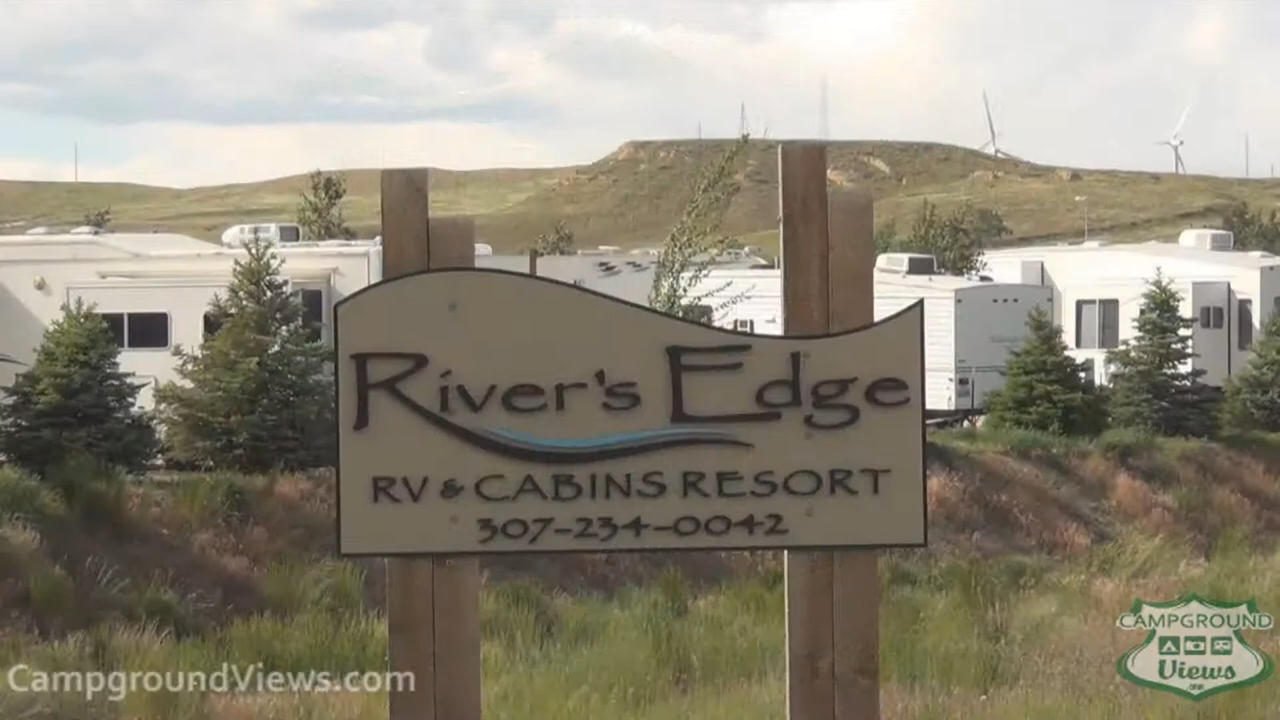 River's Edge
RV & CABINS RESORT
307-234-0042
CampgroundViews.com
CAMPGROUND
Views